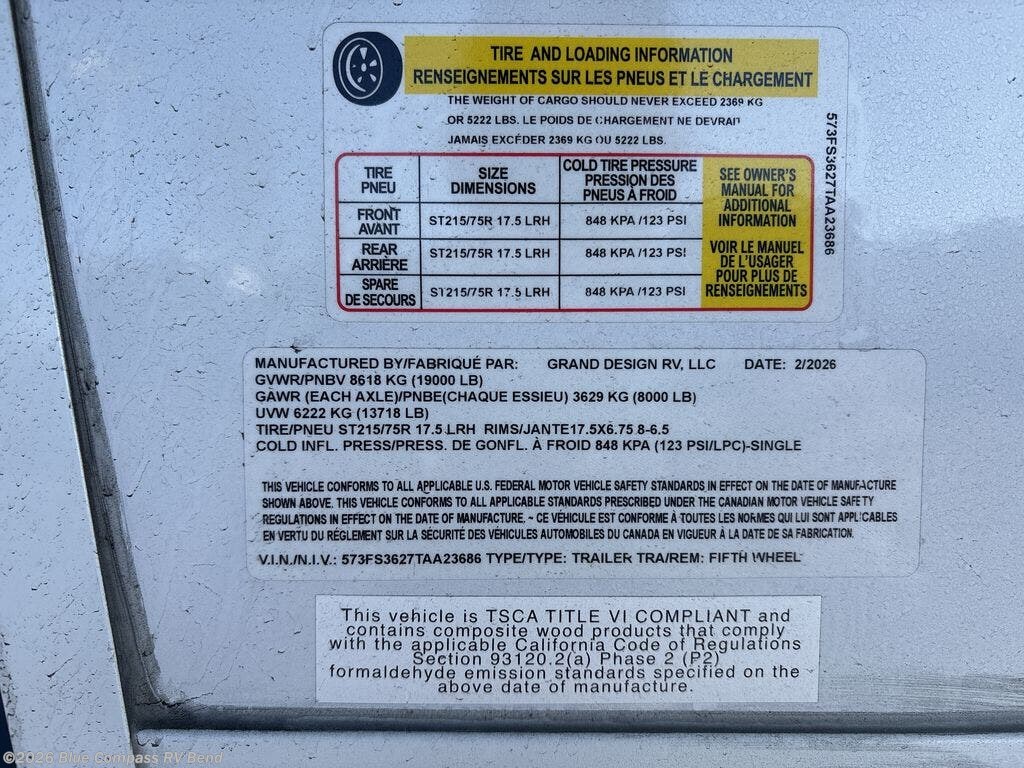 TIRE AND LOADING INFORMATION
RENSEIGNEMENTS SUR LES PNEUS ET LE CHARGEMENT
THE WEIGHT OF CARGO SHOULD NEVER EXCEED 2369 KG
OR 5222 LBS. LE POIDS DE CHARGEMENT NE DEVRAIT
JAMAIS EXCÉDER 2369 KG OU 5222 LBS.
TIRE PNEU SIZE DIMENSIONS COLD TIRE PRESSURE PRESSION DES PNEUS À FROID
FRONT AVANT ST215/75R 17.5 LRH 848 KPA /123 PSI
REAR ARRIÈRE ST215/75R 17.5 LRH 848 KPA /123 PSI
SPARE DE SECOURS ST215/75R 17.5 LRH 848 KPA /123 PSI
SEE OWNER'S
MANUAL FOR
ADDITIONAL
INFORMATION
VOIR LE MANUEL
DE L'USAGER
POUR PLUS DE
RENSEIGNEMENTS
573FS3627TAA23686
MANUFACTURED BY/FABRIQUÉ PAR: GRAND DESIGN RV, LLC DATE: 2/2026
GVWR/PNBV 8618 KG (19000 LB)
GAWR (EACH AXLE)/PNBE(CHAQUE ESSIEU) 3629 KG (8000 LB)
UVW 6222 KG (13718 LB)
TIRE/PNEU ST215/75R 17.5 LRH RIMS/JANTE17.5X6.75 8-6.5
COLD INFL. PRESS/PRESS. DE GONFL. À FROID 848 KPA (123 PSI/LPC)-SINGLE
THIS VEHICLE CONFORMS TO ALL APPLICABLE U.S. FEDERAL MOTOR VEHICLE SAFETY STANDARDS IN EFFECT ON THE DATE OF MANUFACTURE
SHOWN ABOVE. THIS VEHICLE CONFORMS TO ALL APPLICABLE STANDARDS PRESCRIBED UNDER THE CANADIAN MOTOR VEHICLE SAFETY
REGULATIONS IN EFFECT ON THE DATE OF MANUFACTURE. ~ CE VÉHICULE EST CONFORME À TOUTES LES NORMES QUI LUI SONT APPLICABLES
EN VERTU DU RÉGLEMENT SUR LA SÉCURITÉ DES VÉHICULES AUTOMOBILES DU CANADA EN VIGUEUR À LA DATE DE SA FABRICATION.
V.I.N./N.I.V.: 573FS3627TAA23686 TYPE/TYPE: TRAILER TRA/REM: FIFTH WHEEL
This vehicle is TSCA TITLE VI COMPLIANT and
contains composite wood products that comply
with the applicable California Code of Regulations
Section 93120.2(a) Phase 2 (P2)
formaldehyde emission standards specified on the
above date of manufacture.
©2026 Blue Compass RV Bend